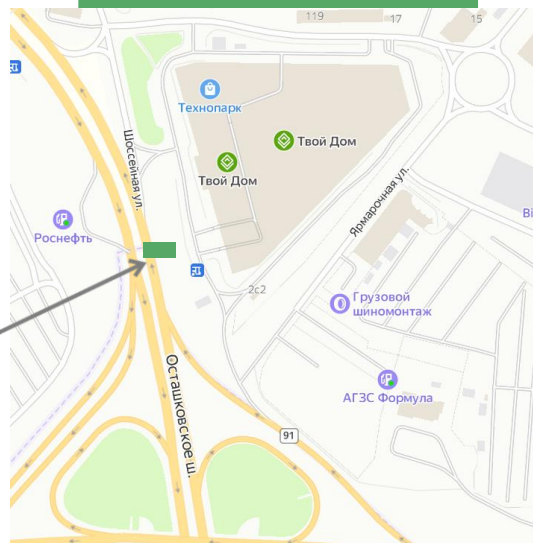 119
17
15
Технопарк
Твой Дом
Твой Дом
Шоссейная ул.
Ярмарочная ул.
Роснефть
2с2
Грузовой
шиномонтаж
Осташковское ш.
АГЗС Формула
91